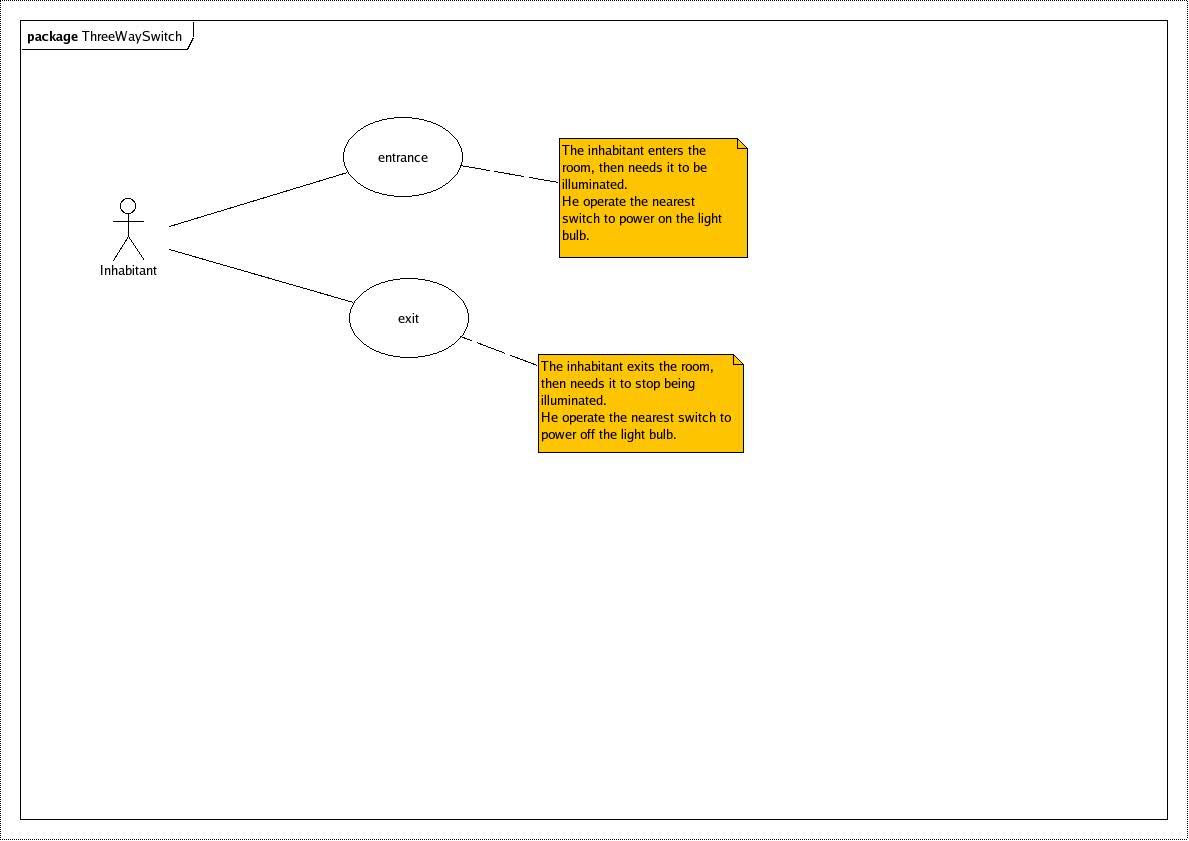 package ThreeWaySwitch
entrance
The inhabitant enters the
room, then needs it to be
illuminated.
He operate the nearest
switch to power on the light
bulb.
Inhabitant
exit
The inhabitant exits the room,
then needs it to stop being
illuminated.
He operate the nearest switch to
power off the light bulb.